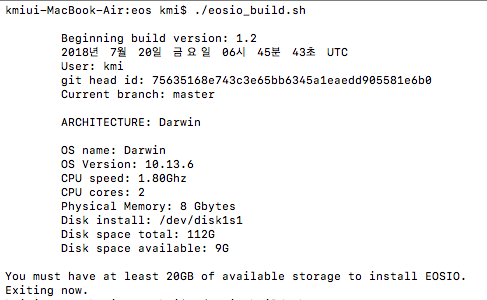 kmiui-MacBook-Air:eos kmi$ ./eosio_build.sh
Beginning build version: 1.2
2018년 7월 20일 금요일 06시 45분 43초 UTC
User: kmi
git head id: 75635168e743c3e65bb6345a1eaedd905581e6b0
Current branch: master
ARCHITECTURE: Darwin
OS name: Darwin
OS Version: 10.13.6
CPU speed: 1.80Ghz
CPU cores: 2
Physical Memory: 8 Gbytes
Disk install: /dev/disk1s1
Disk space total: 112G
Disk space available: 9G
You must have at least 20GB of available storage to install EOSIO.
Exiting now.